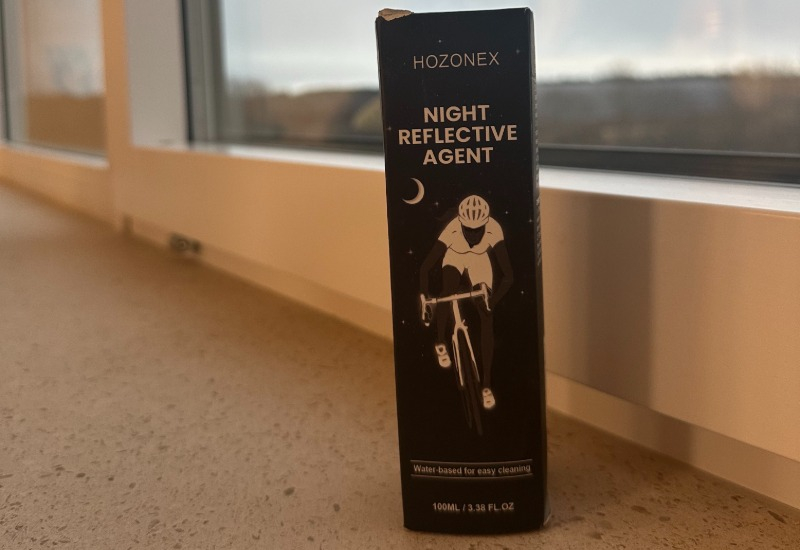 HOZONEX
NIGHT
REFLECTIVE
AGENT
Water-based for easy cleaning
100ML / 3.38 FL.OZ